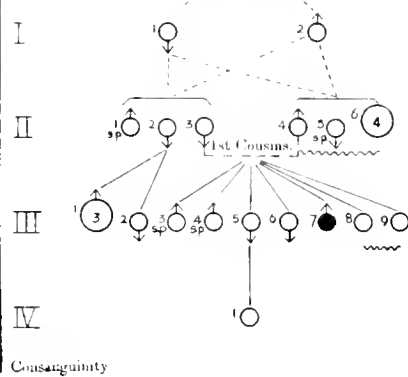 I 1 2
II 1 sp 2 3 4 5 sp 6 4
1st Cousins.
III 1 3 2 3 sp 4 sp 5 6 7 8 9
IV 1
Consanguinity